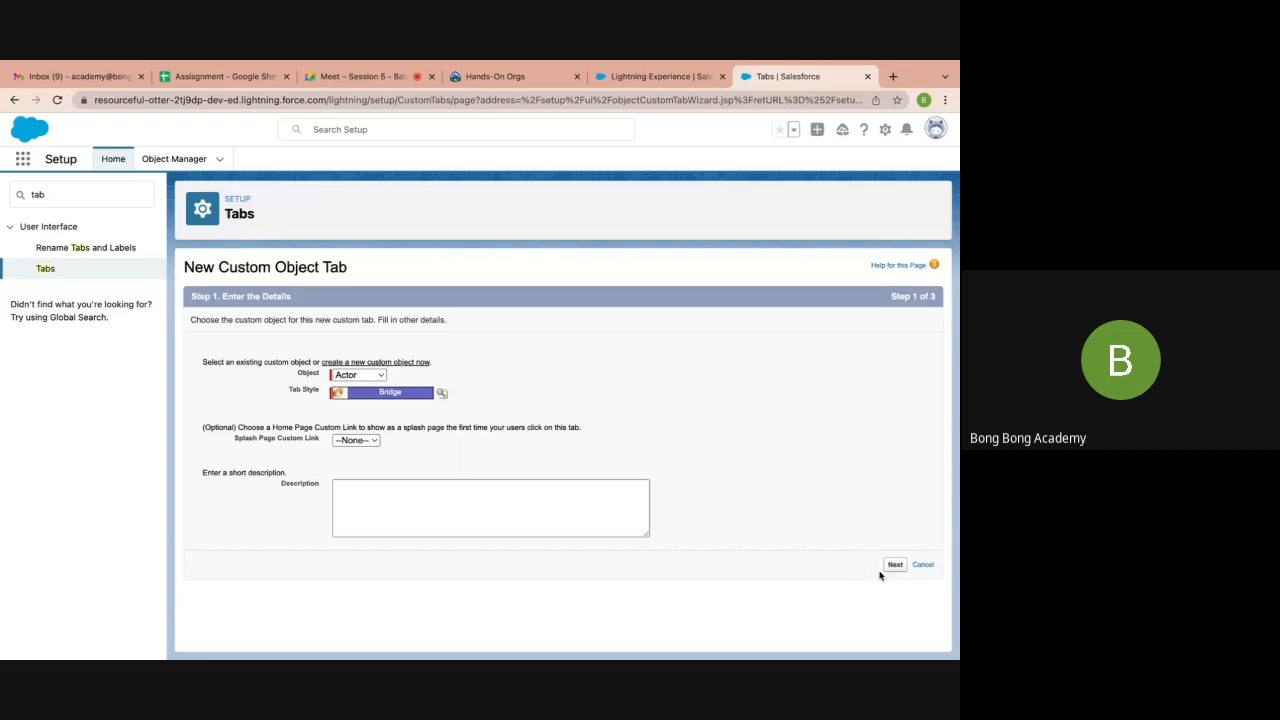 Inbox (9) – academy@bong
Assisgnment - Google She
Meet – Session 5 - Bat
Hands-On Orgs
Lightning Experience | Sale
Tabs | Salesforce
resourceful-otter-2tj9dp-dev-ed.lightning.force.com/lightning/setup/CustomTabs/page?address=%2Fsetup%2Fui%2FobjectCustomTabWizard.jsp%3FretURL%3D%252Fsetu...
B
Search Setup
Setup
Home
Object Manager
tab
User Interface
Rename Tabs and Labels
Tabs
Didn't find what you're looking for?
Try using Global Search.
SETUP
Tabs
New Custom Object Tab
Help for this Page
Step 1. Enter the Details
Step 1 of 3
Choose the custom object for this new custom tab. Fill in other details.
Select an existing custom object or create a new custom object now.
Object
Actor
Tab Style
Bridge
(Optional) Choose a Home Page Custom Link to show as a splash page the first time your users click on this tab.
Splash Page Custom Link
--None--
Enter a short description.
Description
Next
Cancel
B
Bong Bong Academy